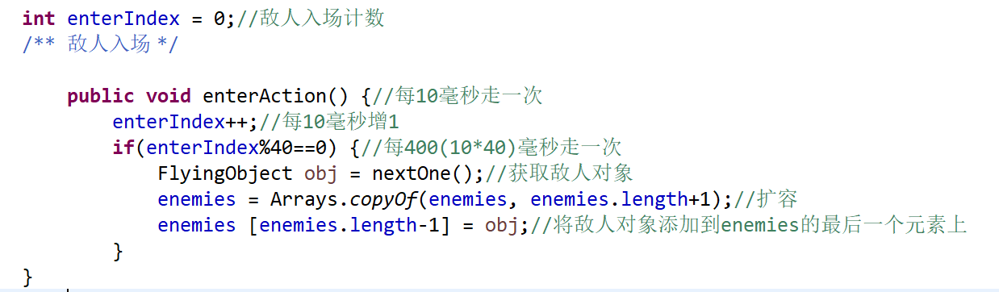 int enterIndex = 0;//敌人入场计数
/** 敌人入场 */
public void enterAction() {//每10毫秒走一次
enterIndex++;//每10毫秒增1
if(enterIndex%40==0) {//每400(10*40)毫秒走一次
FlyingObject obj = nextOne();//获取敌人对象
enemies = Arrays.copyOf(enemies, enemies.length+1);//扩容
enemies [enemies.length-1] = obj;//将敌人对象添加到enemies的最后一个元素上
}
}